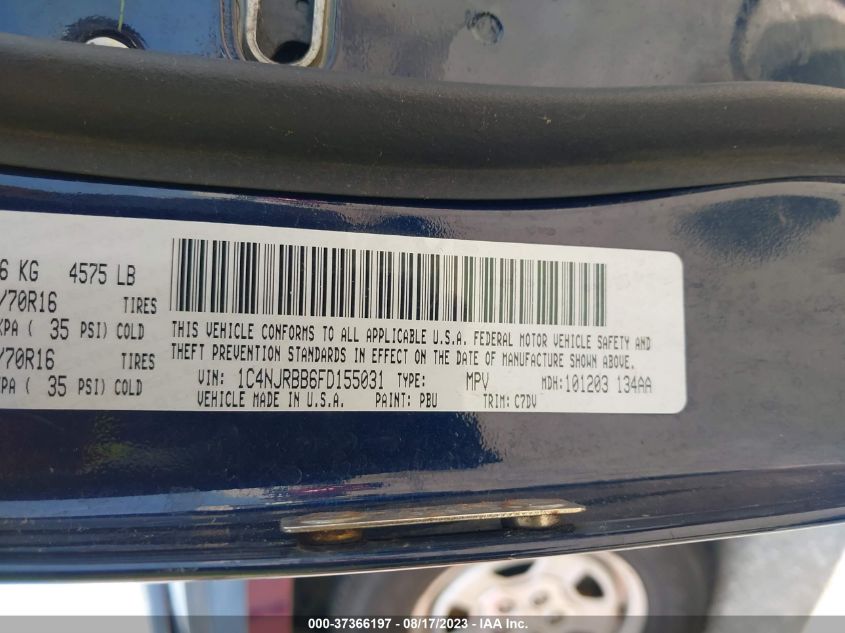 6 KG 4575 LB
/70R16 TIRES
KPA ( 35 PSI) COLD
/70R16 TIRES
PA ( 35 PSI) COLD
THIS VEHICLE CONFORMS TO ALL APPLICABLE U.S.A. FEDERAL MOTOR VEHICLE SAFETY AND
THEFT PREVENTION STANDARDS IN EFFECT ON THE DATE OF MANUFACTURE SHOWN ABOVE.
VIN: 1C4NJRBB6FD155031 TYPE: MPV MDH:101203 134AA
VEHICLE MADE IN U.S.A. PAINT: PBU TRIM: C7DV
000-37366197 - 08/17/2023 - IAA Inc.